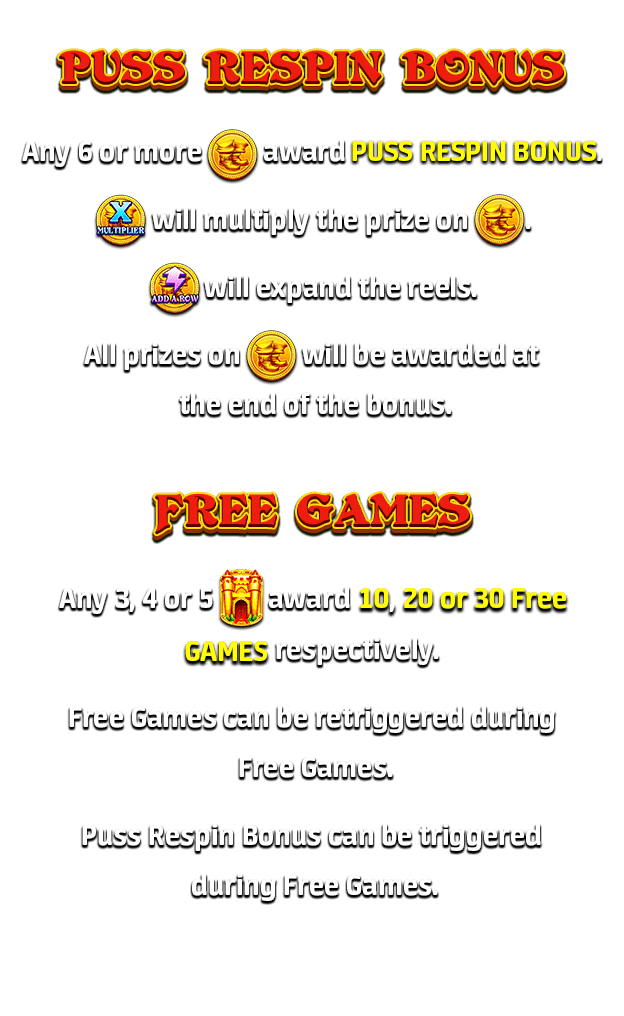 PUSS RESPIN BONUS
Any 6 or more award PUSS RESPIN BONUS.
X MULTIPLIER will multiply the prize on .
ADD A ROW will expand the reels.
All prizes on will be awarded at
the end of the bonus.
FREE GAMES
Any 3, 4 or 5 award 10, 20 or 30 Free
GAMES respectively.
Free Games can be retriggered during
Free Games.
Puss Respin Bonus can be triggered
during Free Games.